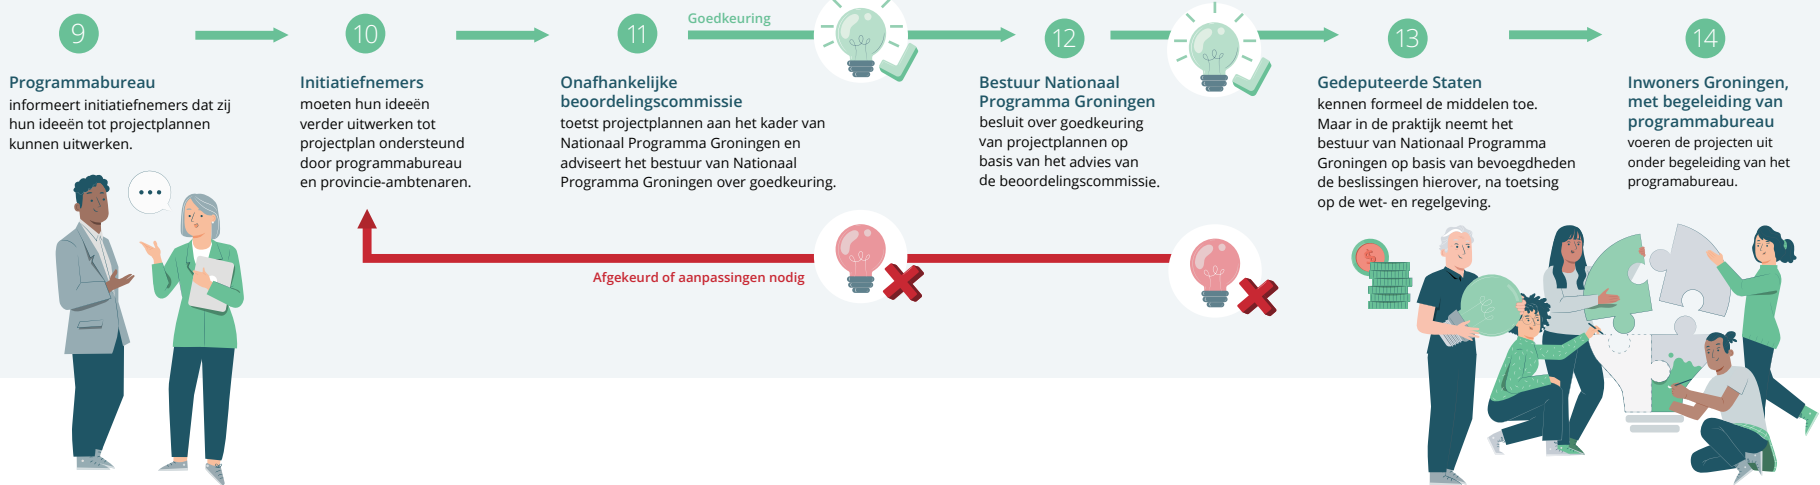 9
Programmabureau
informeert initiatiefnemers dat zij
hun ideeën tot projectplannen
kunnen uitwerken.
10
Initiatiefnemers
moeten hun ideeën
verder uitwerken tot
projectplan ondersteund
door programmabureau
en provincie-ambtenaren.
11
Goedkeuring
Onafhankelijke
beoordelingscommissie
toetst projectplannen aan het kader van
Nationaal Programma Groningen en
adviseert het bestuur van Nationaal
Programma Groningen over goedkeuring.
12
Bestuur Nationaal
Programma Groningen
besluit over goedkeuring
van projectplannen op
basis van het advies van
de beoordelingscommissie.
13
Gedeputeerde Staten
kennen formeel de middelen toe.
Maar in de praktijk neemt het
bestuur van Nationaal Programma
Groningen op basis van bevoegdheden
de beslissingen hierover, na toetsing
op de wet- en regelgeving.
14
Inwoners Groningen,
met begeleiding van
programmabureau
voeren de projecten uit
onder begeleiding van het
programabureau.
Afgekeurd of aanpassingen nodig
$